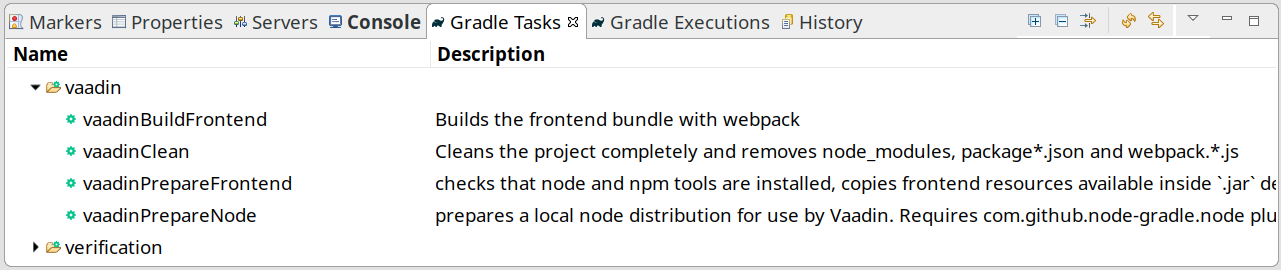 Markers Properties Servers Console Gradle Tasks Gradle Executions History
Name Description
vaadin
vaadinBuildFrontend Builds the frontend bundle with webpack
vaadinClean Cleans the project completely and removes node_modules, package*.json and webpack.*.js
vaadinPrepareFrontend checks that node and npm tools are installed, copies frontend resources available inside `.jar` de
vaadinPrepareNode prepares a local node distribution for use by Vaadin. Requires com.github.node-gradle.node plu
verification